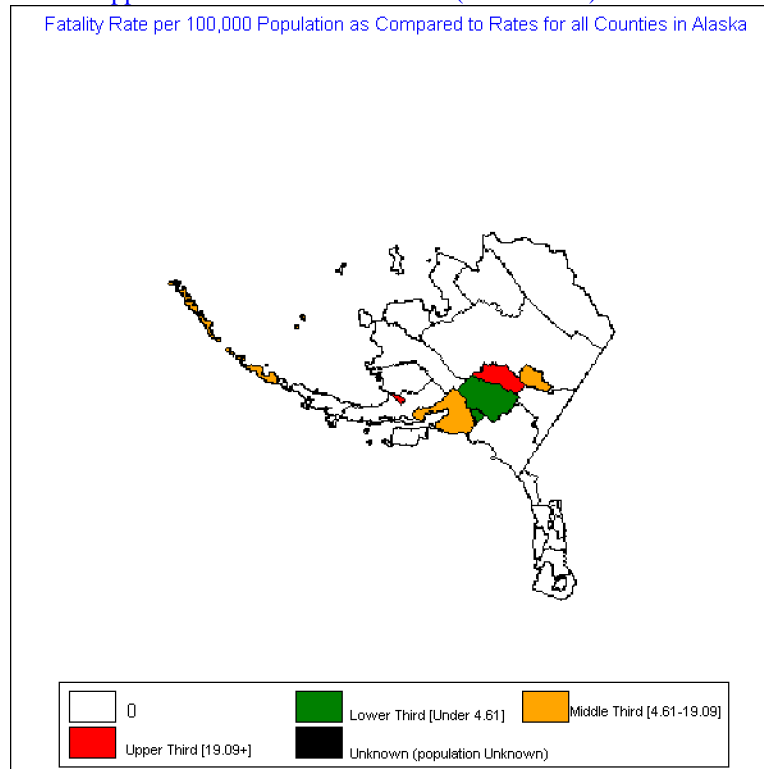 Fatality Rate per 100,000 Population as Compared to Rates for all Counties in Alaska
0
Lower Third [Under 4.61]
Middle Third [4.61-19.09]
Upper Third [19.09+]
Unknown (population Unknown)